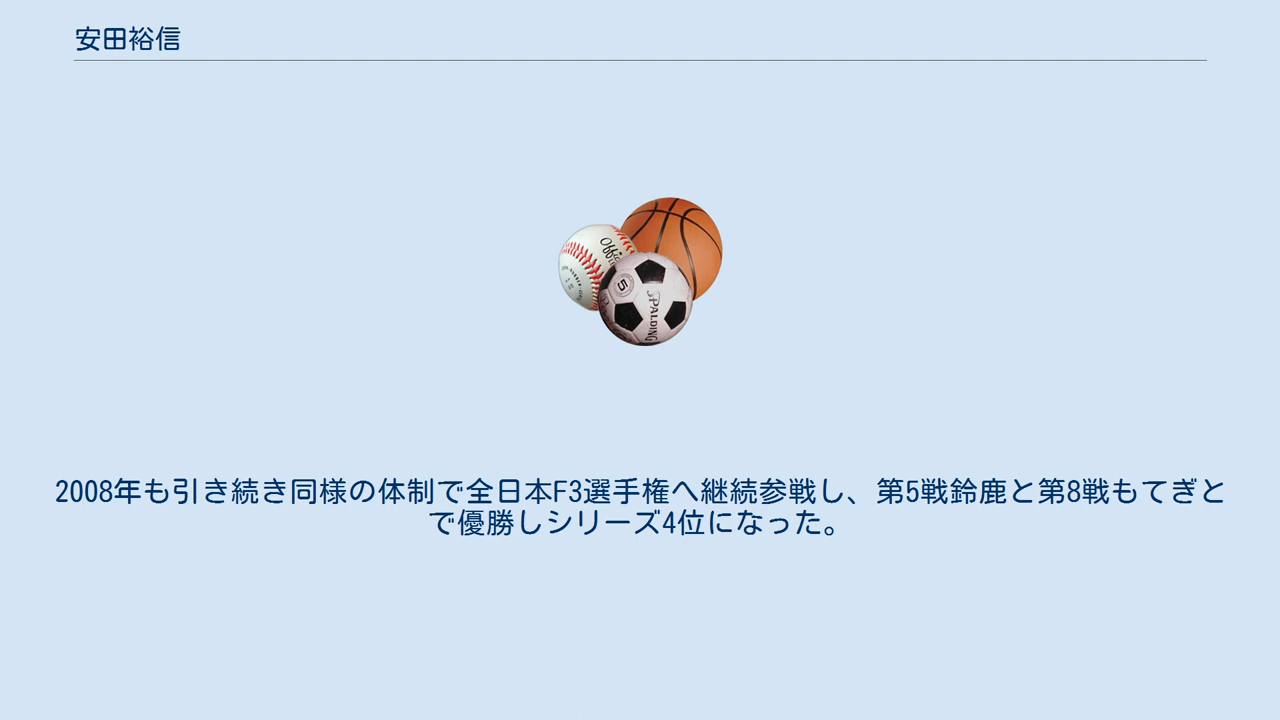 安田裕信
Offi
5
SPALDING
2008年も引き続き同様の体制で全日本F3選手権へ継続参戦し、第5戦鈴鹿と第8戦もてぎと
で優勝しシリーズ4位になった。